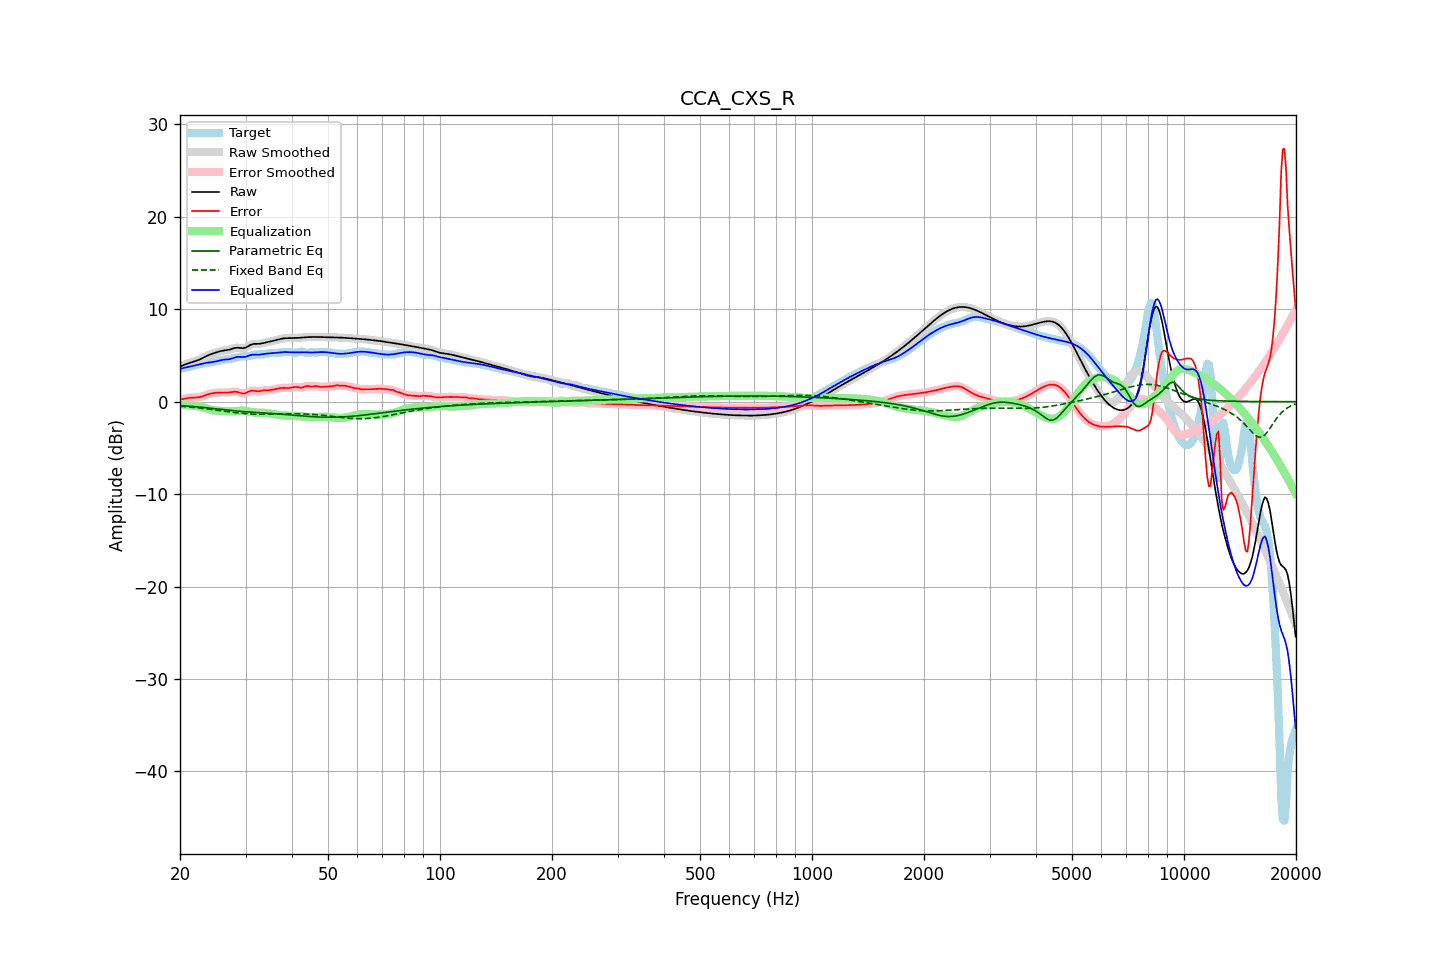 CCA_CXS_R
30
20
10
0
−10
−20
−30
−40
Amplitude (dBr)
Target
Raw Smoothed
Error Smoothed
Raw
Error
Equalization
Parametric Eq
Fixed Band Eq
Equalized
20 50 100 200 500 1000 2000 5000 10000 20000
Frequency (Hz)